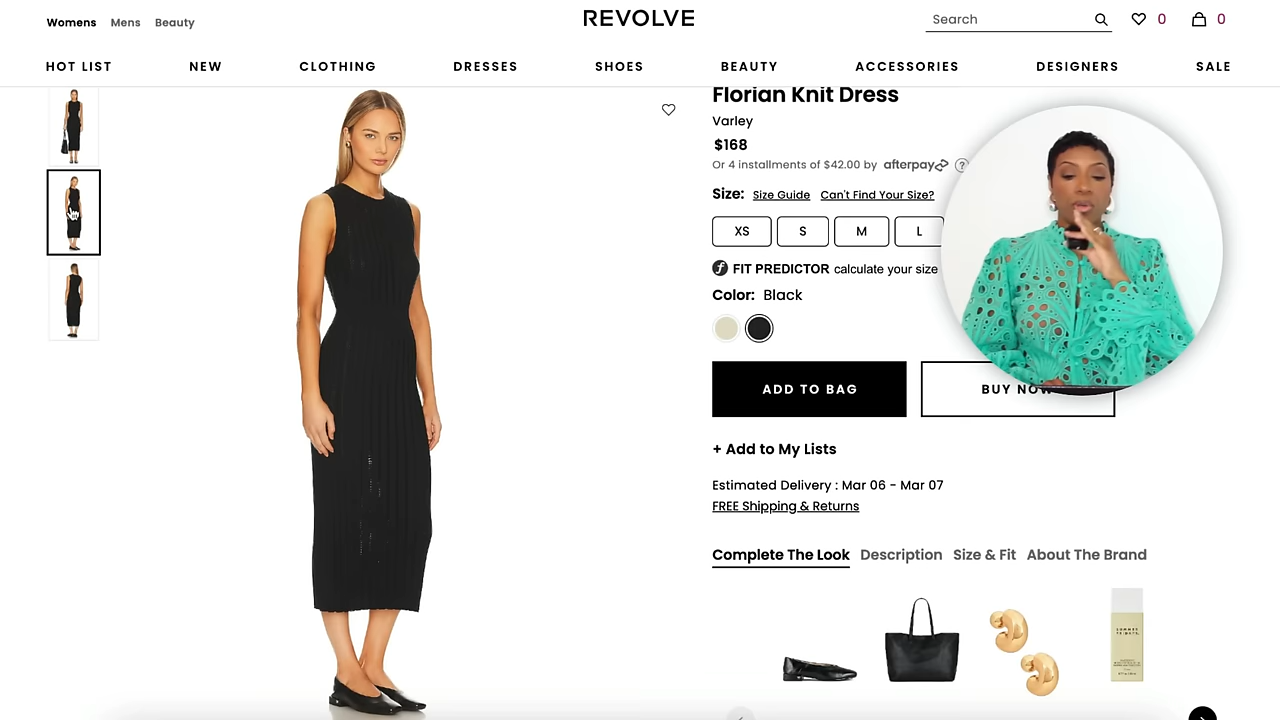 Womens Mens Beauty
REVOLVE
Search
0
0
HOT LIST NEW CLOTHING DRESSES SHOES BEAUTY ACCESSORIES DESIGNERS SALE
Florian Knit Dress
Varley
$168
Or 4 installments of $42.00 by afterpay ?
Size: Size Guide Can't Find Your Size?
XS S M L
FIT PREDICTOR calculate your size
Color: Black
ADD TO BAG
BUY NOW
+ Add to My Lists
Estimated Delivery : Mar 06 - Mar 07
FREE Shipping & Returns
Complete The Look Description Size & Fit About The Brand